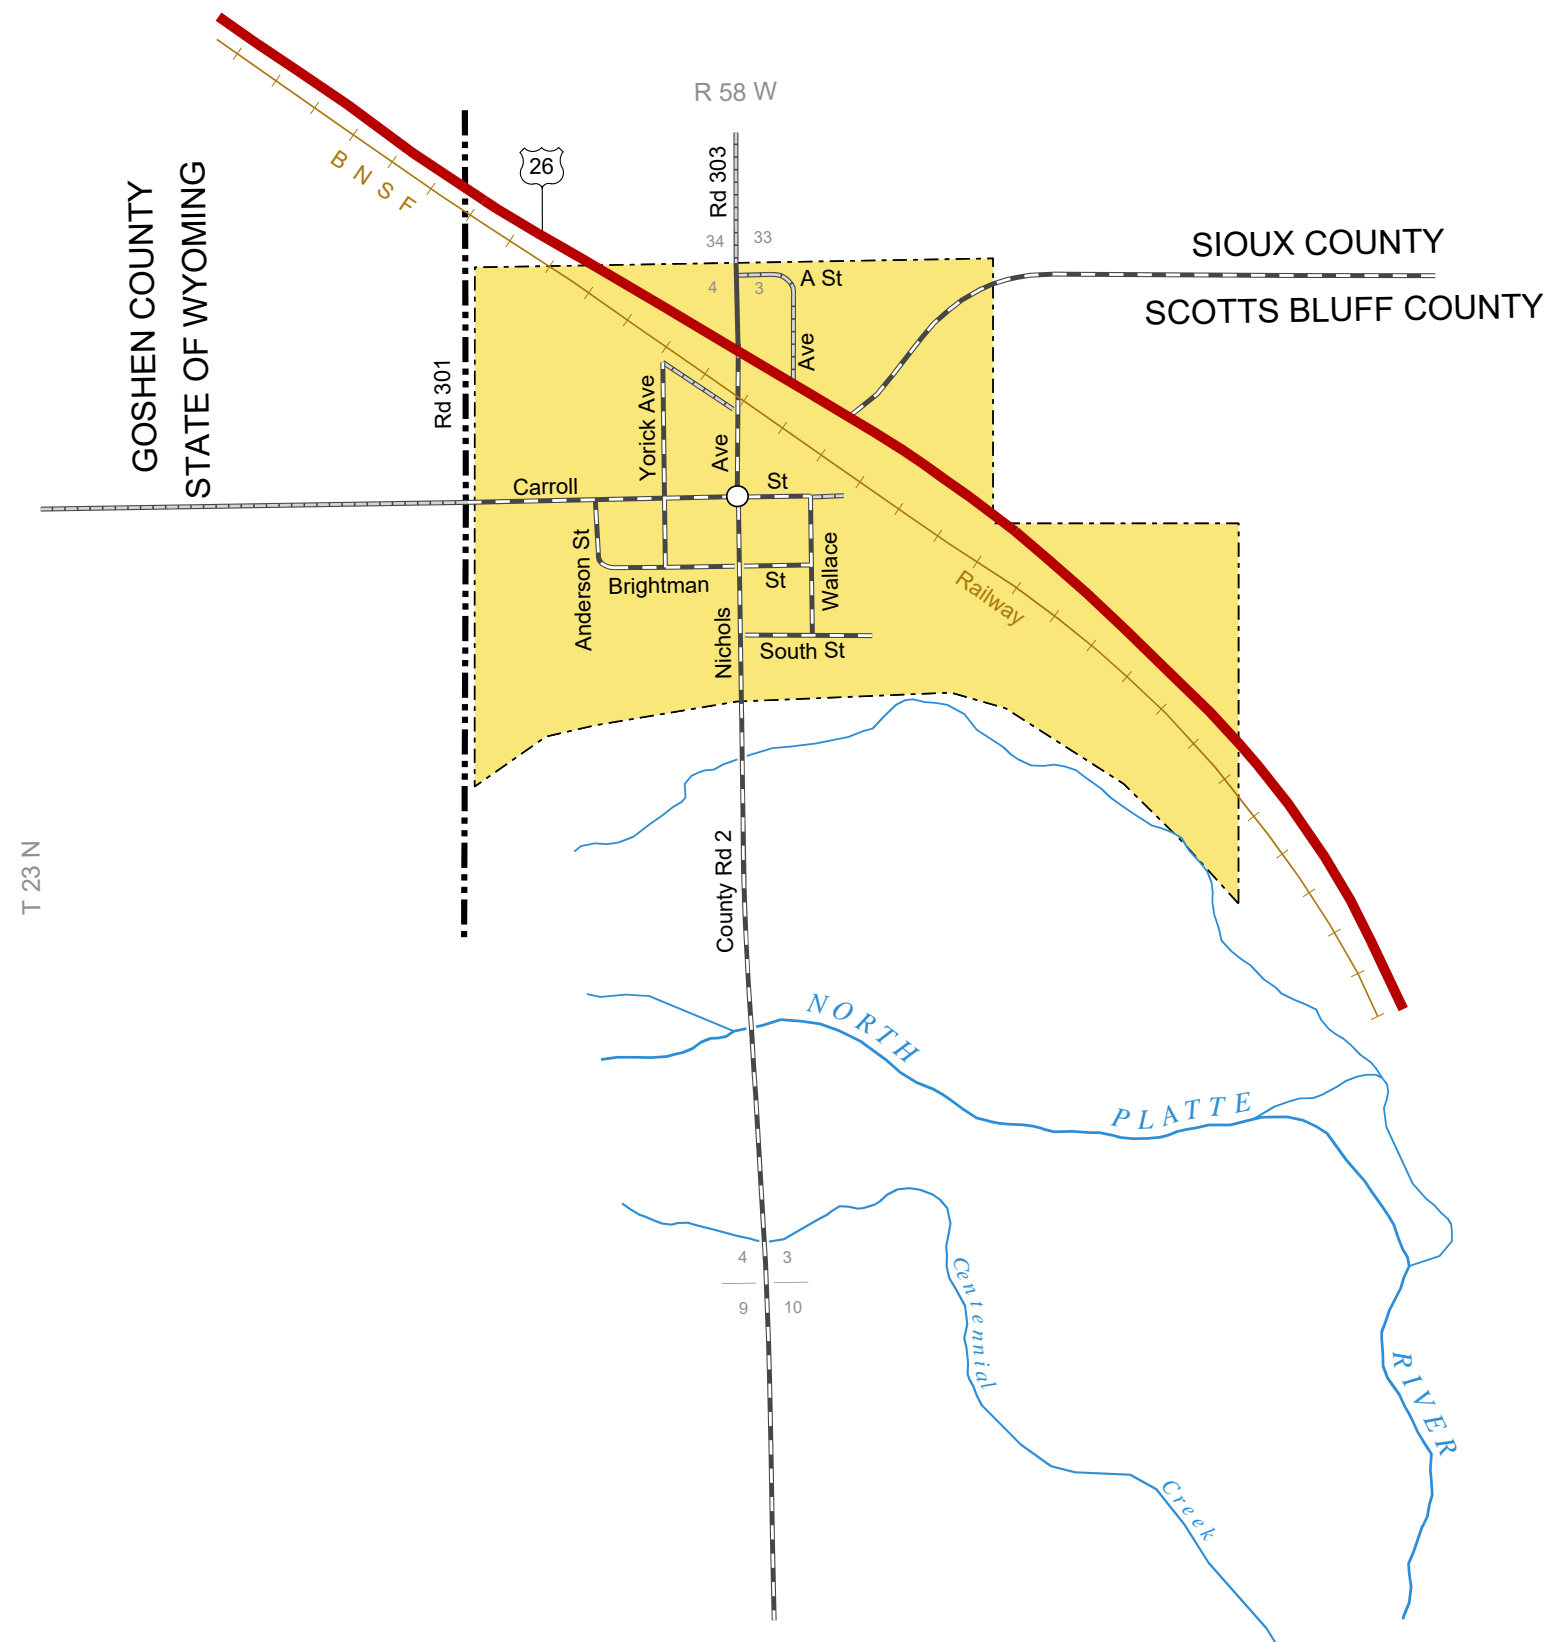 R 58 W
BNSF
26
Rd 303
GOSHEN COUNTY
STATE OF WYOMING
34
33
SIOUX COUNTY
SCOTTS BLUFF COUNTY
4
3
A St
Ave
Rd 301
Yorick Ave
Ave
Carroll
St
Anderson St
Brightman
St
Wallace
Railway
Nichols
South St
T 23 N
County Rd 2
NORTH
PLATTE
RIVER
4
3
9
10
Centennial
Creek